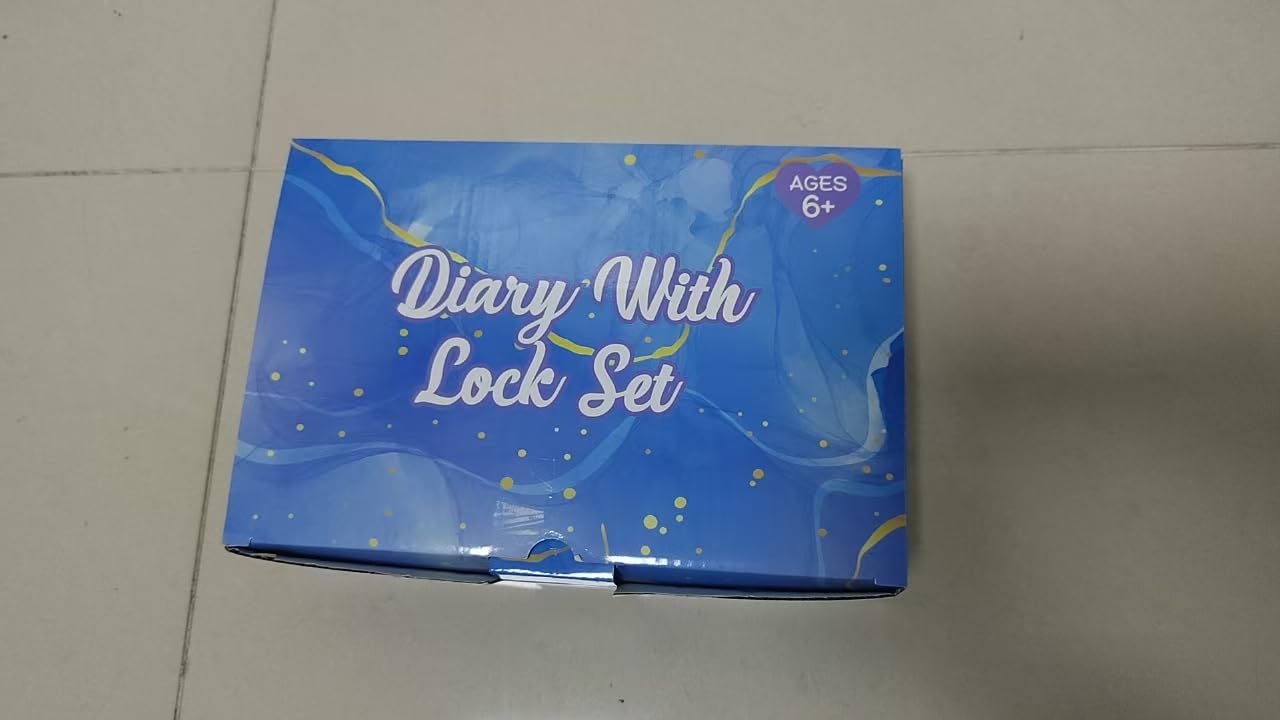 AGES
6+
Diary With
Lock Set